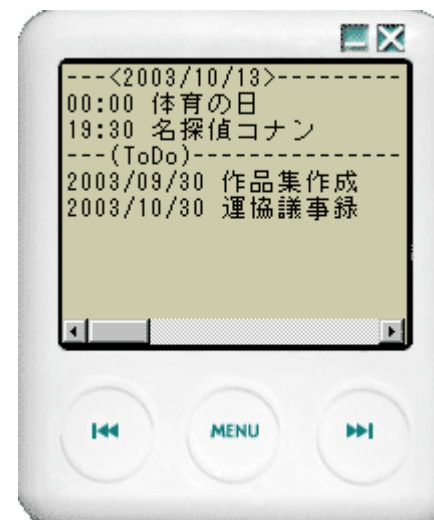 ---<2003/10/13>---------
00:00 体育の日
19:30 名探偵コナン
---(ToDo)---------------
2003/09/30 作品集作成
2003/10/30 運協議事録
MENU